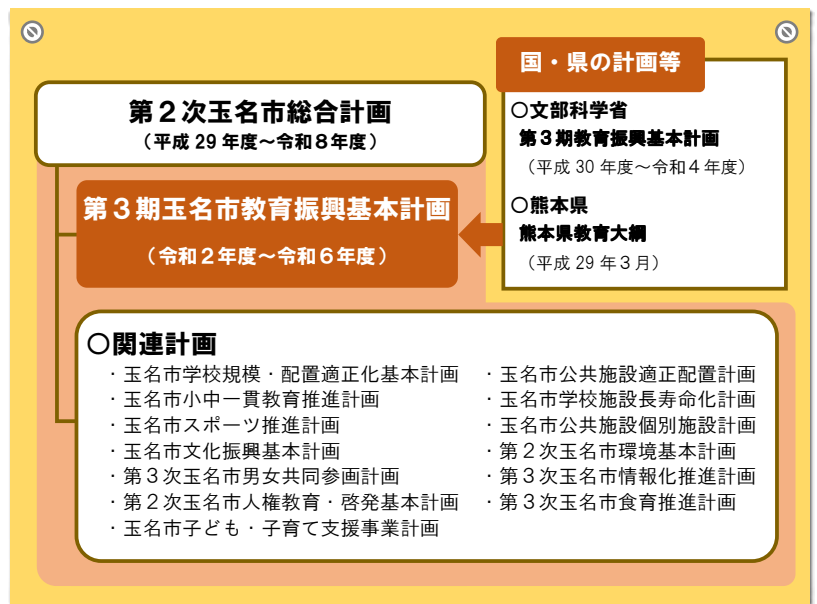 第２次玉名市総合計画
（平成 29 年度～令和８年度）
第３期玉名市教育振興基本計画
（令和２年度～令和６年度）
国・県の計画等
○文部科学省
第３期教育振興基本計画
（平成 30 年度～令和４年度）
○熊本県
熊本県教育大綱
（平成 29 年３月）
○関連計画
・玉名市学校規模・配置適正化基本計画
・玉名市小中一貫教育推進計画
・玉名市スポーツ推進計画
・玉名市文化振興基本計画
・第３次玉名市男女共同参画計画
・第２次玉名市人権教育・啓発基本計画
・玉名市子ども・子育て支援事業計画
・玉名市公共施設適正配置計画
・玉名市学校施設長寿命化計画
・玉名市公共施設個別施設計画
・第２次玉名市環境基本計画
・第３次玉名市情報化推進計画
・第３次玉名市食育推進計画